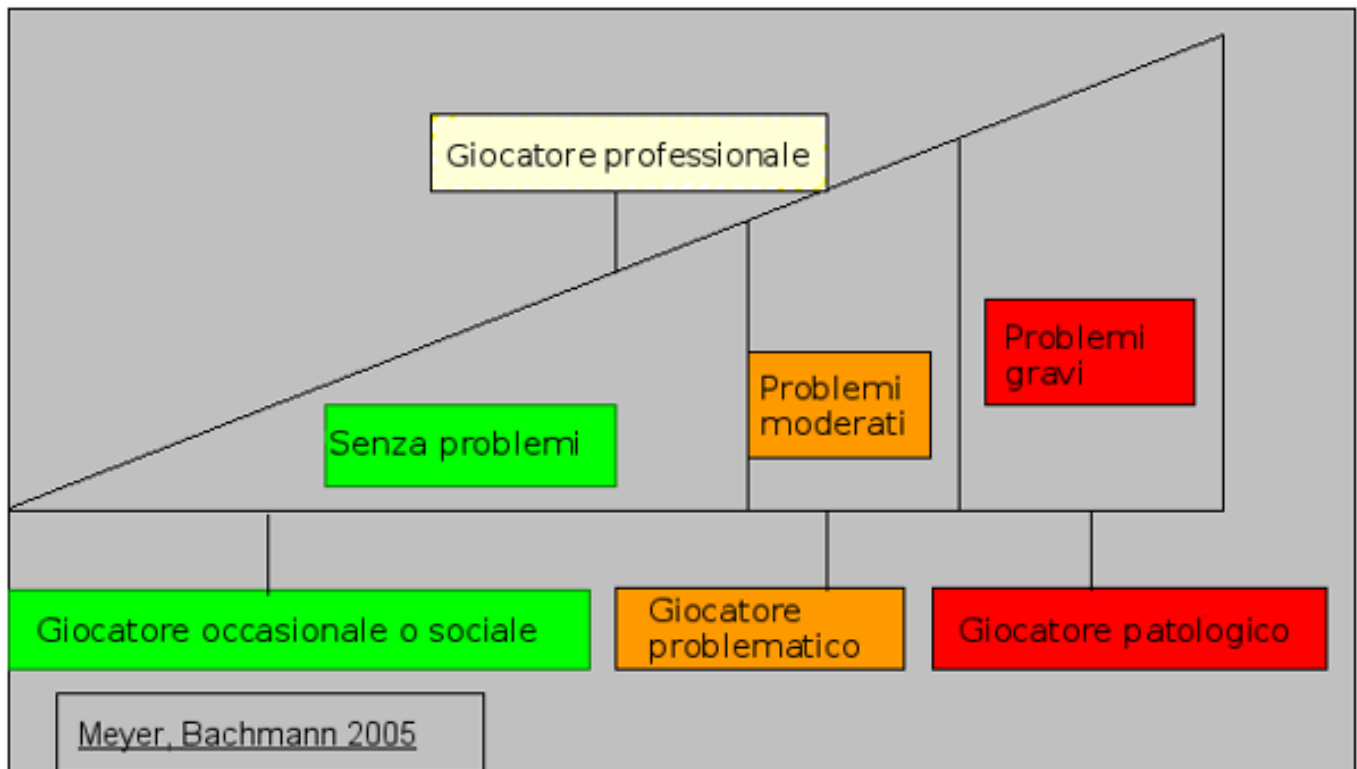 Giocatore professionale
Problemi
gravi
Problemi
moderati
Senza problemi
Giocatore occasionale o sociale
Giocatore
problematico
Giocatore patologico
Meyer, Bachmann 2005